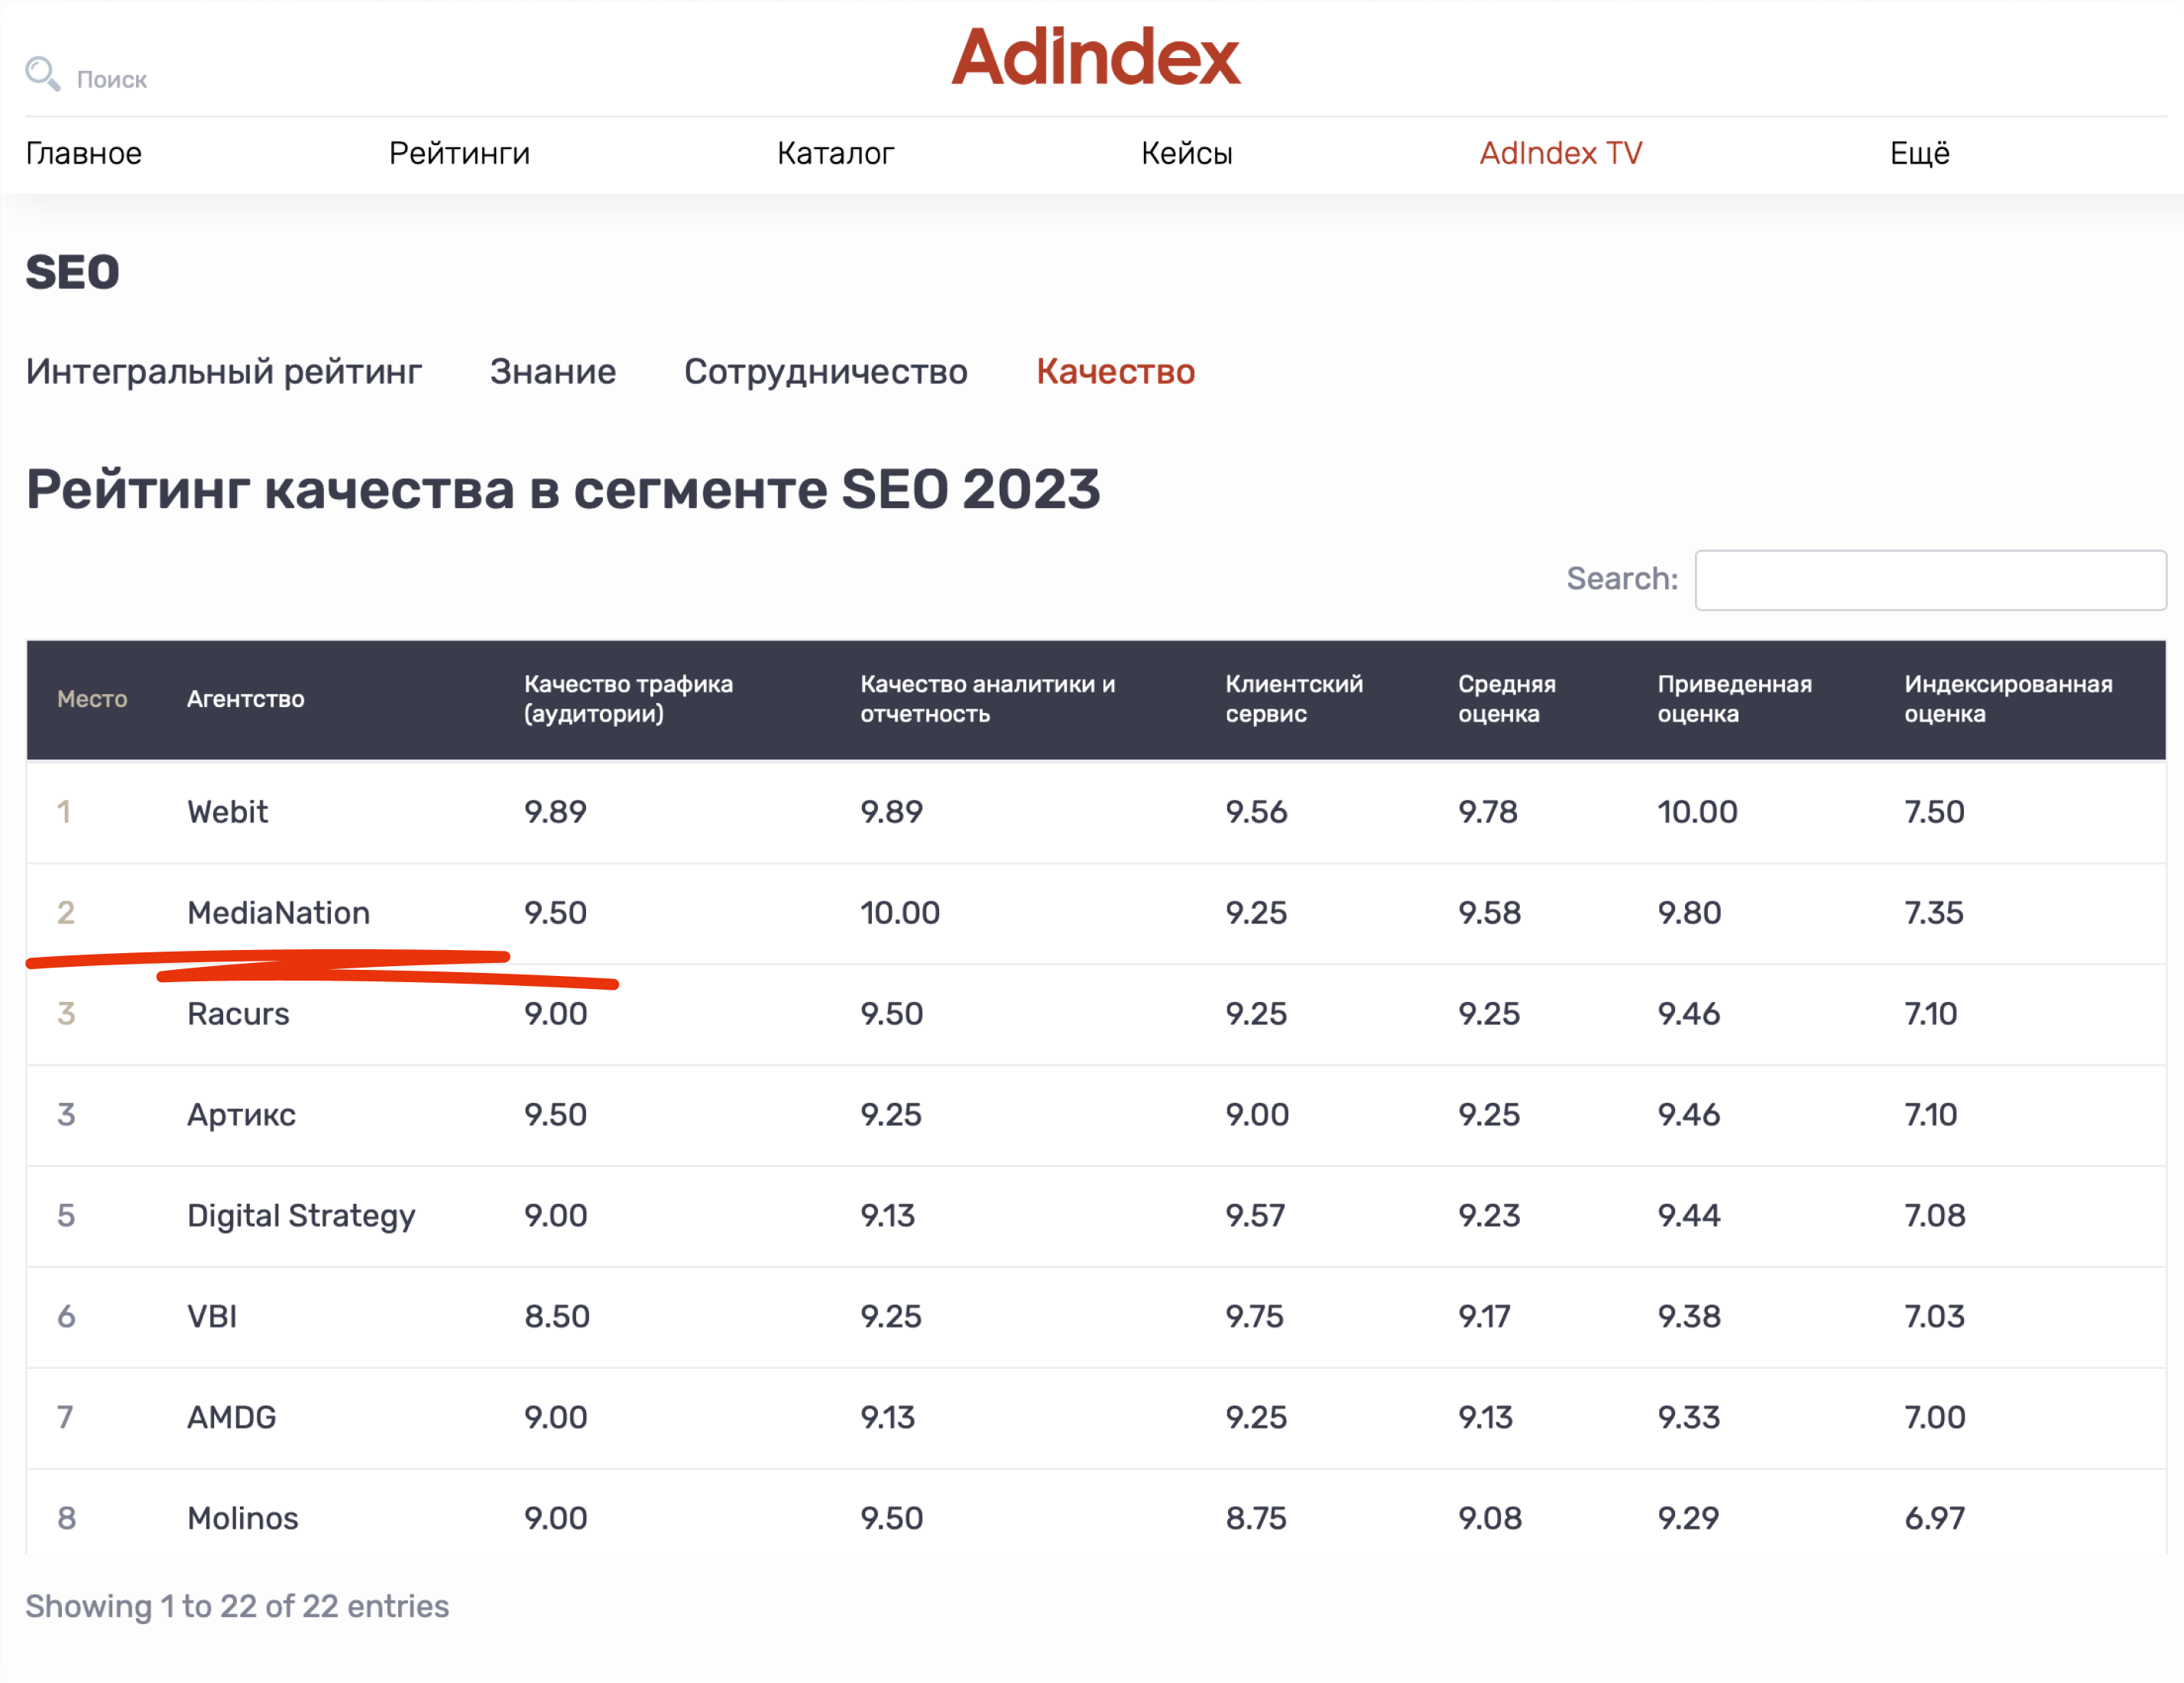 Поиск
Adindex
Главное Рейтинги Каталог Кейсы AdIndex TV Ещё
SEO
Интегральный рейтинг Знание Сотрудничество Качество
Рейтинг качества в сегменте SEO 2023
Search:
Место Агентство Качество трафика (аудитории) Качество аналитики и отчетность Клиентский сервис Средняя оценка Приведенная оценка Индексированная оценка
1 Webit 9.89 9.89 9.56 9.78 10.00 7.50
2 MediaNation 9.50 10.00 9.25 9.58 9.80 7.35
3 Racurs 9.00 9.50 9.25 9.25 9.46 7.10
3 Артикс 9.50 9.25 9.00 9.25 9.46 7.10
5 Digital Strategy 9.00 9.13 9.57 9.23 9.44 7.08
6 VBI 8.50 9.25 9.75 9.17 9.38 7.03
7 AMDG 9.00 9.13 9.25 9.13 9.33 7.00
8 Molinos 9.00 9.50 8.75 9.08 9.29 6.97
Showing 1 to 22 of 22 entries